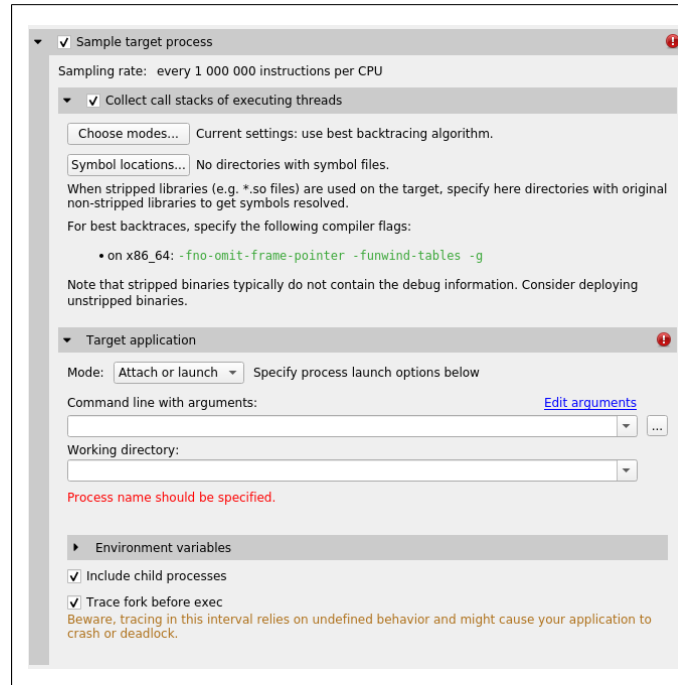 Sample target process
Sampling rate: every 1 000 000 instructions per CPU
Collect call stacks of executing threads
Choose modes... Current settings: use best backtracing algorithm.
Symbol locations... No directories with symbol files.
When stripped libraries (e.g. *.so files) are used on the target, specify here directories with original
non-stripped libraries to get symbols resolved.
For best backtraces, specify the following compiler flags:
• on x86_64: -fno-omit-frame-pointer -funwind-tables -g
Note that stripped binaries typically do not contain the debug information. Consider deploying
unstripped binaries.
Target application
Mode: Attach or launch Specify process launch options below
Command line with arguments: Edit arguments
...
Working directory:
Process name should be specified.
Environment variables
Include child processes
Trace fork before exec
Beware, tracing in this interval relies on undefined behavior and might cause your application to
crash or deadlock.